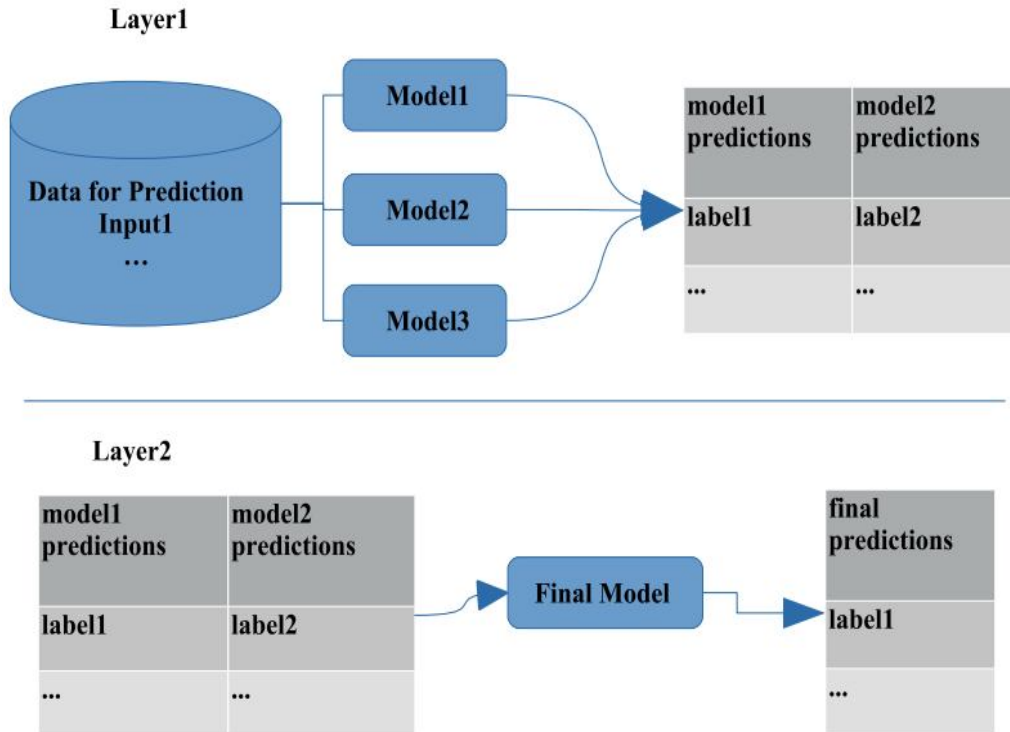 Layer1
Data for Prediction
Input1
...
Model1
Model2
Model3
model1
predictions
model2
predictions
label1
label2
...
...
Layer2
model1
predictions
model2
predictions
label1
label2
...
...
Final Model
final
predictions
label1
...